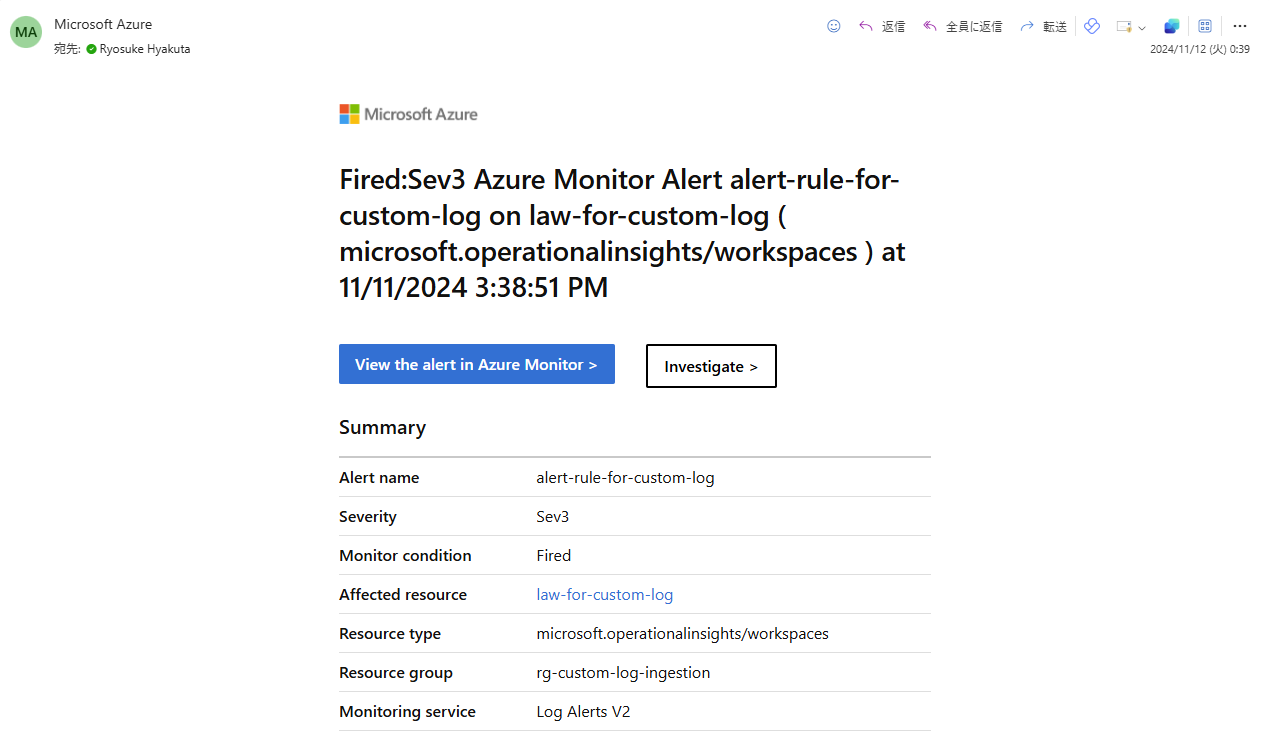 MA
Microsoft Azure
宛先: Ryosuke Hyakuta
返信
全員に返信
転送
2024/11/12 (火) 0:39
Microsoft Azure
Fired:Sev3 Azure Monitor Alert alert-rule-for-
custom-log on law-for-custom-log (
microsoft.operationalinsights/workspaces ) at
11/11/2024 3:38:51 PM
View the alert in Azure Monitor >
Investigate >
Summary
Alert name alert-rule-for-custom-log
Severity Sev3
Monitor condition Fired
Affected resource law-for-custom-log
Resource type microsoft.operationalinsights/workspaces
Resource group rg-custom-log-ingestion
Monitoring service Log Alerts V2